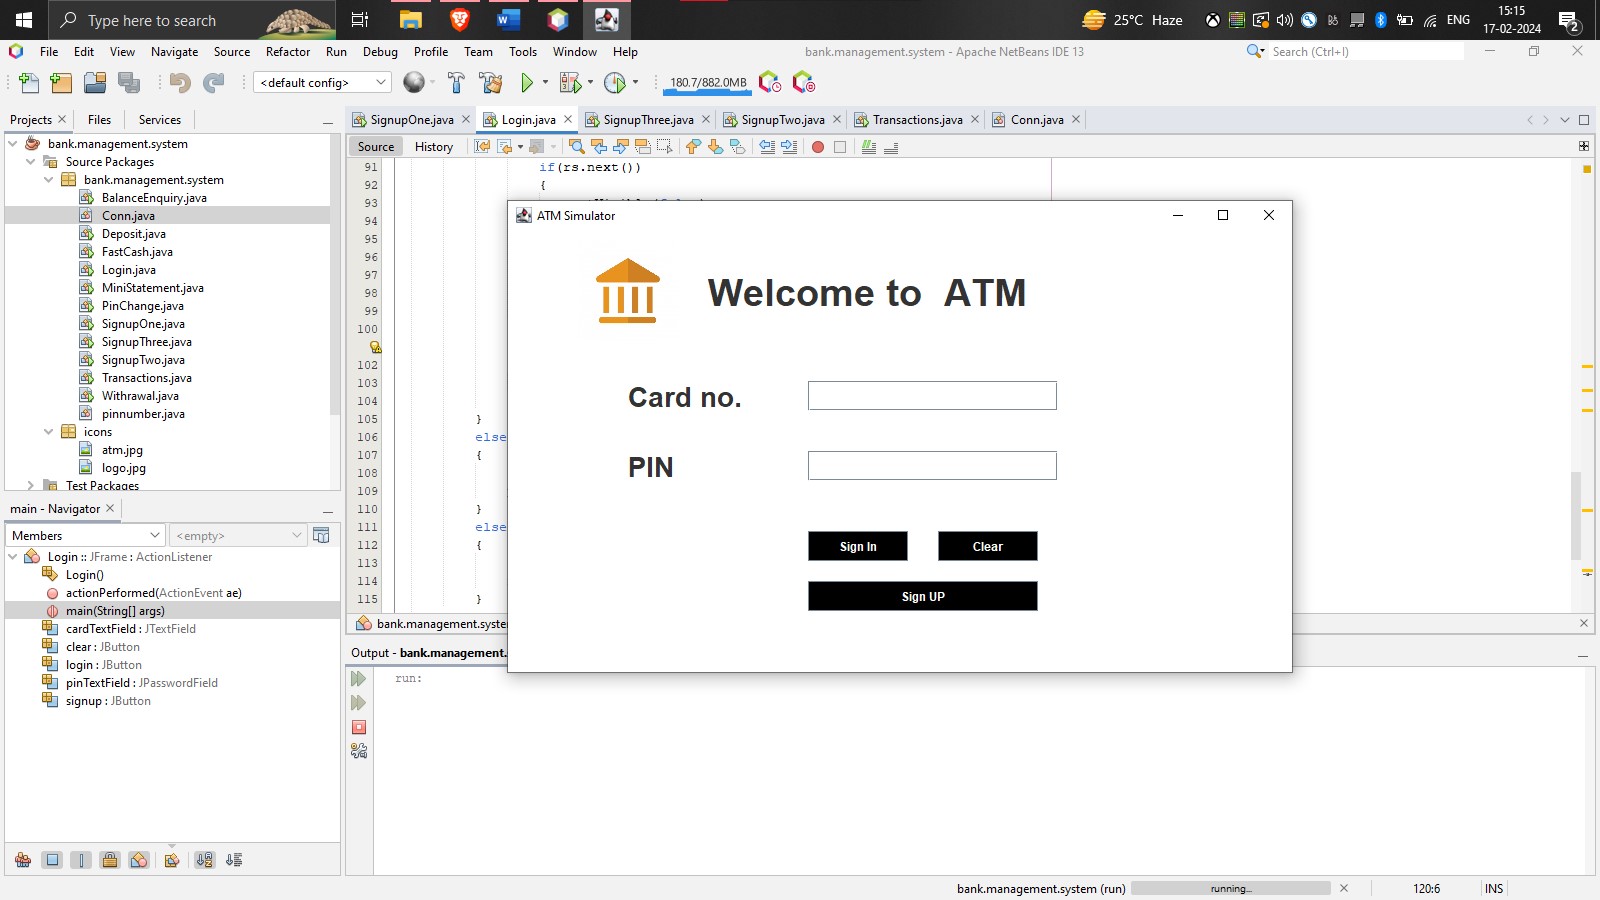 Type here to search
25°C Haze
ENG
15:15
17-02-2024
2
File Edit View Navigate Source Refactor Run Debug Profile Team Tools Window Help
bank.management.system - Apache NetBeans IDE 13
Search (Ctrl+I)
<default config>
180.7/882.0MB
Projects Files Services
SignupOne.java Login.java SignupThree.java SignupTwo.java Transactions.java Conn.java
Source History
bank.management.system
Source Packages
bank.management.system
BalanceEnquiry.java
Conn.java
Deposit.java
FastCash.java
Login.java
MiniStatement.java
PinChange.java
SignupOne.java
SignupThree.java
SignupTwo.java
Transactions.java
Withrawal.java
pinnumber.java
icons
atm.jpg
logo.jpg
Test Packages
91 if(rs.next())
92 {
93
94
95
96
97
98
99
100
102
103
104
105 }
106 else
107 {
108
109
110 }
111 else
112 {
113
114
115 }
bank.management.syste
ATM Simulator
Welcome to ATM
Card no.
PIN
Sign In Clear
Sign UP
main - Navigator
Members <empty>
Login :: JFrame : ActionListener
Login()
actionPerformed(ActionEvent ae)
main(String[] args)
cardTextField : JTextField
clear : JButton
login : JButton
pinTextField : JPasswordField
signup : JButton
Output - bank.management.
run:
bank.management.system (run) running... 120:6 INS